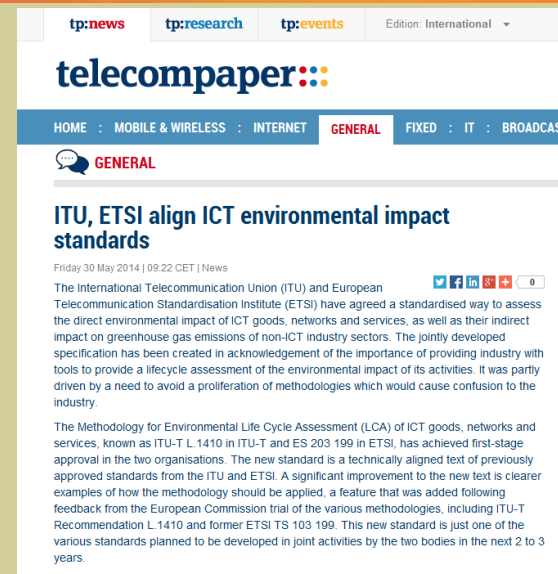 tp:news tp:research tp:events Edition: International
telecompaper
HOME : MOBILE & WIRELESS : INTERNET GENERAL FIXED : IT : BROADCAS
GENERAL
ITU, ETSI align ICT environmental impact
standards
Friday 30 May 2014 | 09:22 CET | News
0
The International Telecommunication Union (ITU) and European
Telecommunication Standardisation Institute (ETSI) have agreed a standardised way to assess
the direct environmental impact of ICT goods, networks and services, as well as their indirect
impact on greenhouse gas emissions of non-ICT industry sectors. The jointly developed
specification has been created in acknowledgement of the importance of providing industry with
tools to provide a lifecycle assessment of the environmental impact of its activities. It was partly
driven by a need to avoid a proliferation of methodologies which would cause confusion to the
industry.
The Methodology for Environmental Life Cycle Assessment (LCA) of ICT goods, networks and
services, known as ITU-T L.1410 in ITU-T and ES 203 199 in ETSI, has achieved first-stage
approval in the two organisations. The new standard is a technically aligned text of previously
approved standards from the ITU and ETSI. A significant improvement to the new text is clearer
examples of how the methodology should be applied, a feature that was added following
feedback from the European Commission trial of the various methodologies, including ITU-T
Recommendation L.1410 and former ETSI TS 103 199. This new standard is just one of the
various standards planned to be developed in joint activities by the two bodies in the next 2 to 3
years.